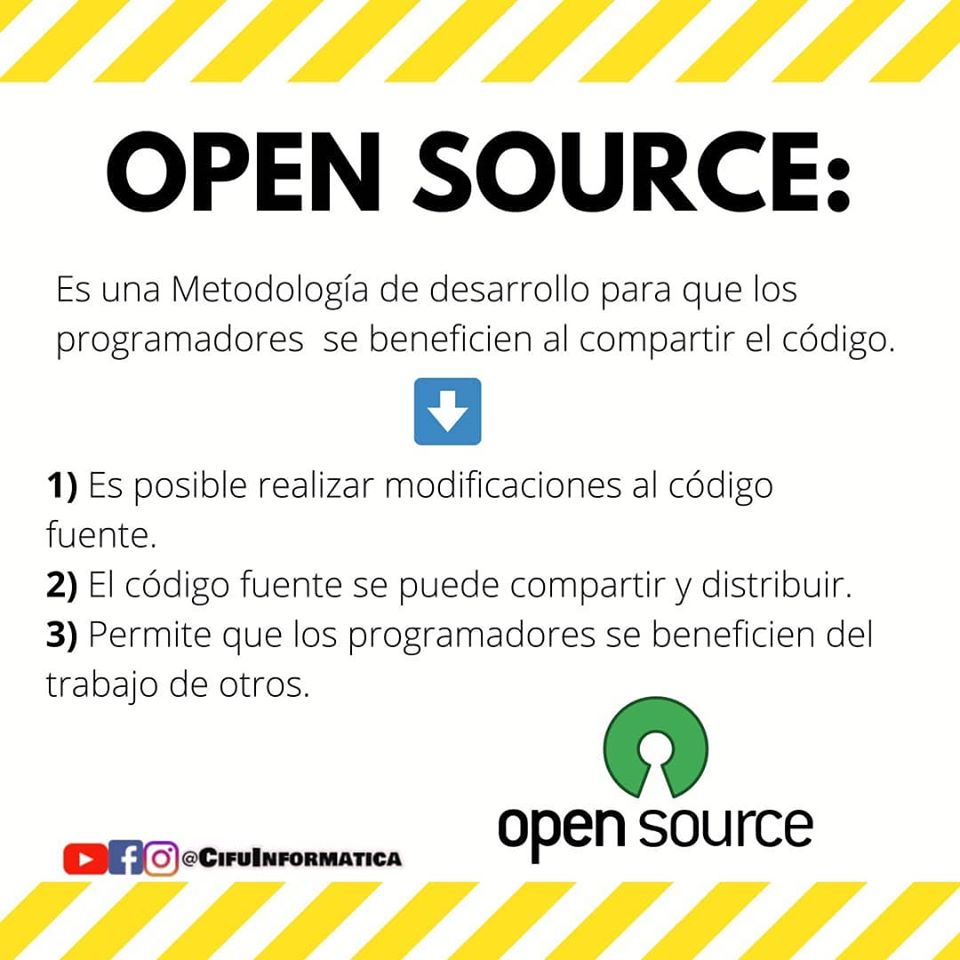 OPEN SOURCE:
Es una Metodología de desarrollo para que los
programadores se beneficien al compartir el código.
1) Es posible realizar modificaciones al código
fuente.
2) El código fuente se puede compartir y distribuir.
3) Permite que los programadores se beneficien del
trabajo de otros.
open source
@CIFUINFORMATICA